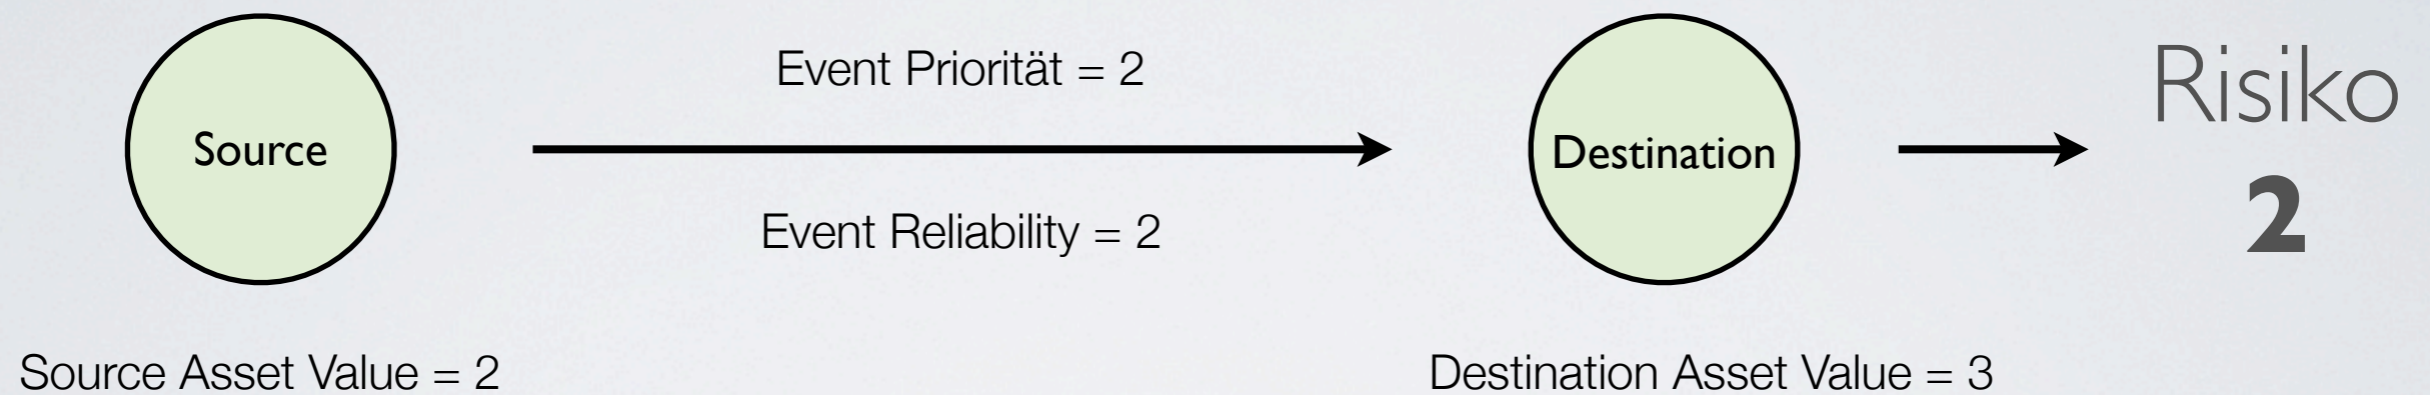 Source
Event Priorität = 2
Event Reliability = 2
Destination
Risiko
2
Source Asset Value = 2
Destination Asset Value = 3